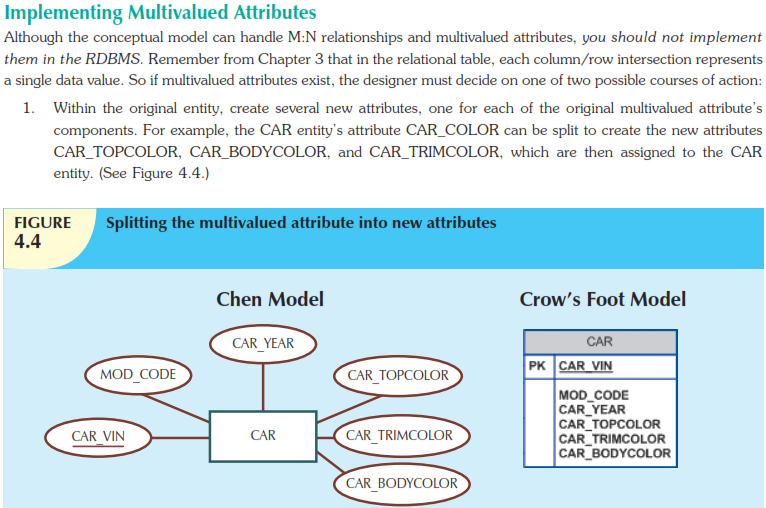 Implementing Multivalued Attributes
Although the conceptual model can handle M:N relationships and multivalued attributes, you should not implement
them in the RDBMS. Remember from Chapter 3 that in the relational table, each column/row intersection represents
a single data value. So if multivalued attributes exist, the designer must decide on one of two possible courses of action:
1. Within the original entity, create several new attributes, one for each of the original multivalued attribute's
components. For example, the CAR entity's attribute CAR_COLOR can be split to create the new attributes
CAR_TOPCOLOR, CAR_BODYCOLOR, and CAR_TRIMCOLOR, which are then assigned to the CAR
entity. (See Figure 4.4.)
FIGURE
4.4
Splitting the multivalued attribute into new attributes
Chen Model
CAR_YEAR
MOD_CODE
CAR_TOPCOLOR
CAR_VIN
CAR
CAR_TRIMCOLOR
CAR_BODYCOLOR
Crow's Foot Model
CAR
PK CAR_VIN
MOD_CODE
CAR_YEAR
CAR_TOPCOLOR
CAR_TRIMCOLOR
CAR_BODYCOLOR